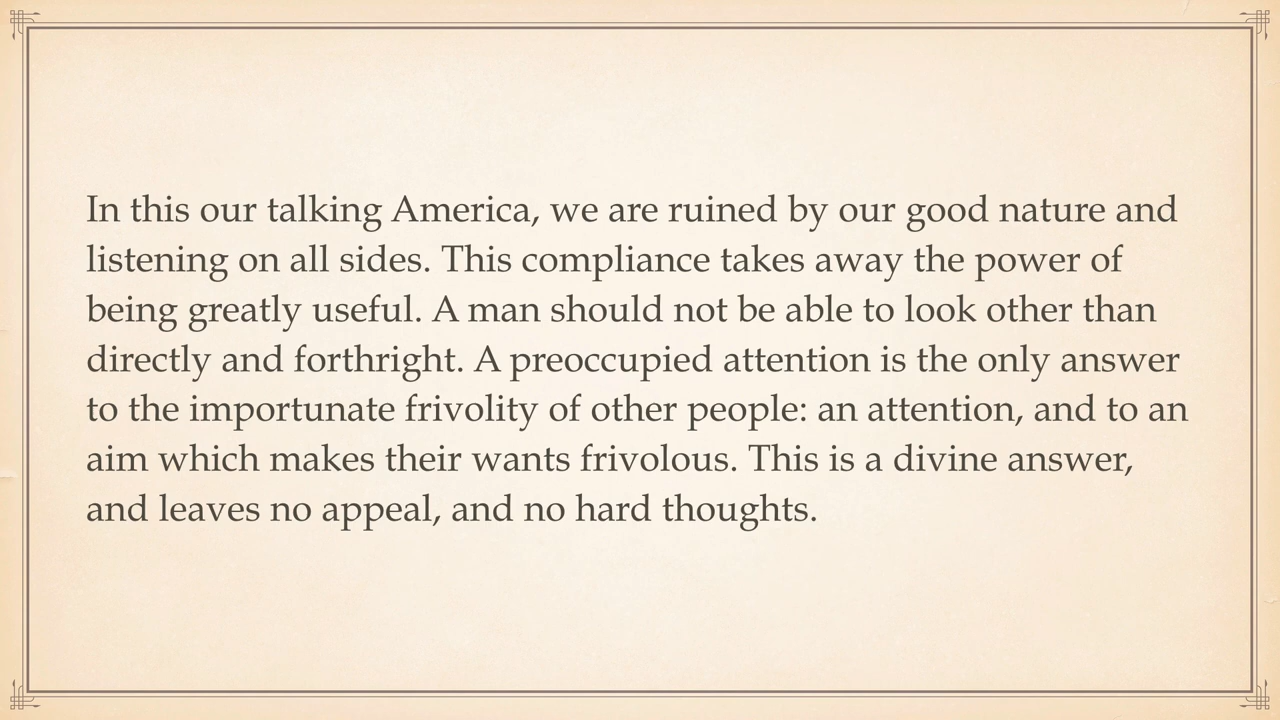 In this our talking America, we are ruined by our good nature and
listening on all sides. This compliance takes away the power of
being greatly useful. A man should not be able to look other than
directly and forthright. A preoccupied attention is the only answer
to the importunate frivolity of other people: an attention, and to an
aim which makes their wants frivolous. This is a divine answer,
and leaves no appeal, and no hard thoughts.